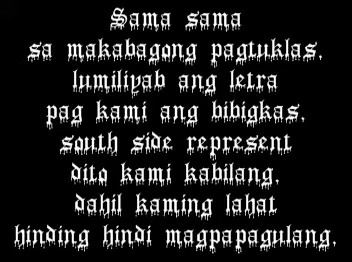 Sama sama
sa makabagong pagtuklas,
lumiliyab ang letra
pag kami ang bibigkas,
south side represent
dito kami kabilang,
dahil kaming lahat
hinding hindi magpapagulang,